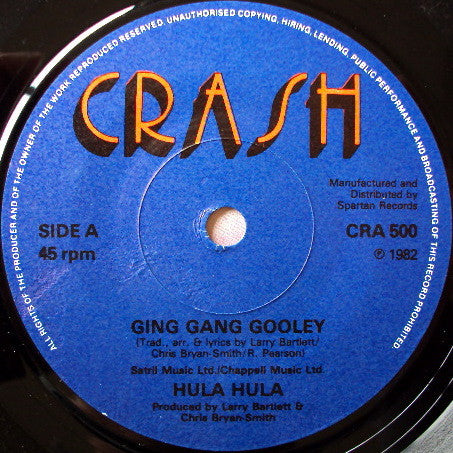 ALL RIGHTS OF THE PRODUCER AND OF THE OWNER OF THE WORK REPRODUCED RESERVED. UNAUTHORISED COPYING, HIRING, LENDING, PUBLIC PERFORMANCE AND BROADCASTING OF THIS RECORD PROHIBITED.
CRASH
Manufactured and
Distributed by
Spartan Records
SIDE A
CRA 500
45 rpm
℗ 1982
GING GANG GOOLEY
(Trad., arr. & lyrics by Larry Bartlett/
Chris Bryan-Smith/R. Pearson)
Satril Music Ltd./Chappell Music Ltd.
HULA HULA
Produced by Larry Bartlett &
Chris Bryan-Smith